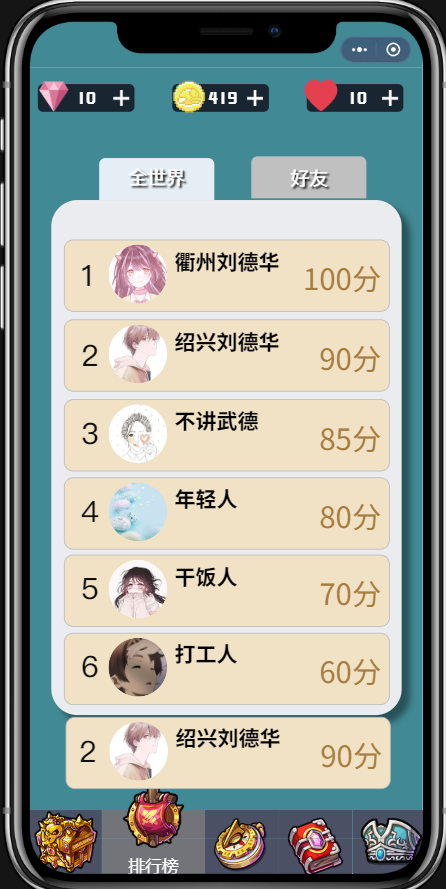 10 + 419 + 10 +
全世界 好友
1 衢州刘德华 100分
2 绍兴刘德华 90分
3 不讲武德 85分
4 年轻人 80分
5 干饭人 70分
6 打工人 60分
2 绍兴刘德华 90分
排行榜